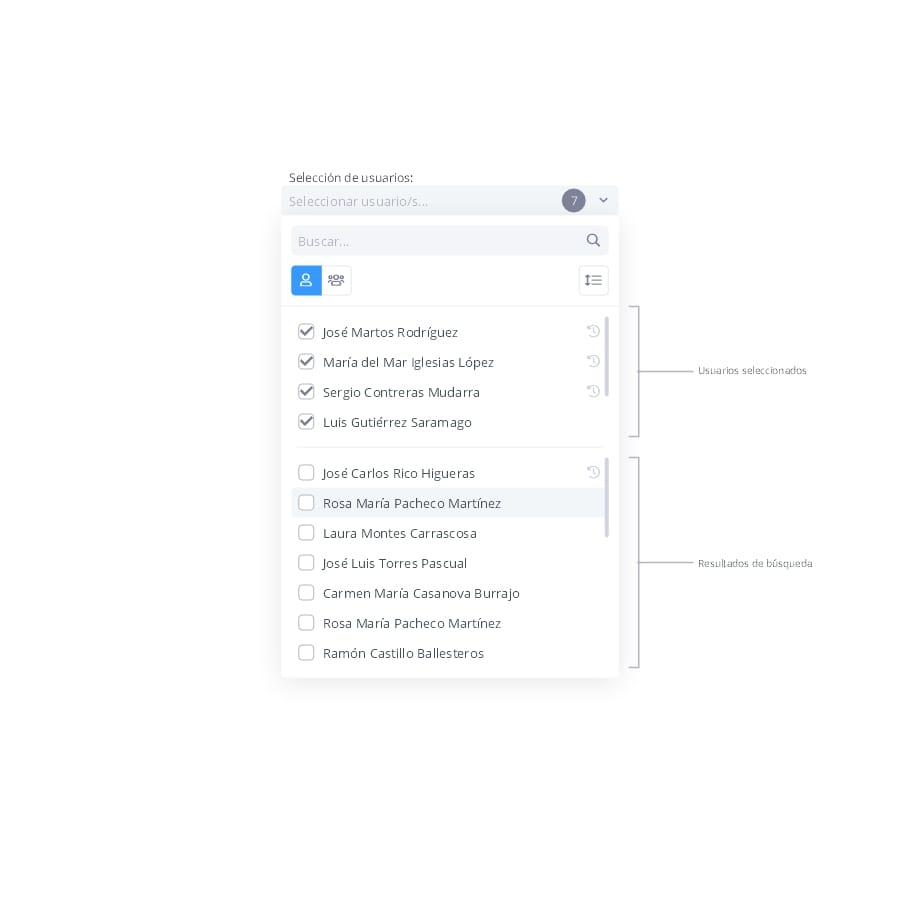 Selección de usuarios:
Seleccionar usuario/s...
7
Buscar...
José Martos Rodríguez
María del Mar Iglesias López
Sergio Contreras Mudarra
Luis Gutiérrez Saramago
Usuarios seleccionados
José Carlos Rico Higueras
Rosa María Pacheco Martínez
Laura Montes Carrascosa
José Luis Torres Pascual
Carmen María Casanova Burrajo
Rosa María Pacheco Martínez
Ramón Castillo Ballesteros
Resultados de búsqueda